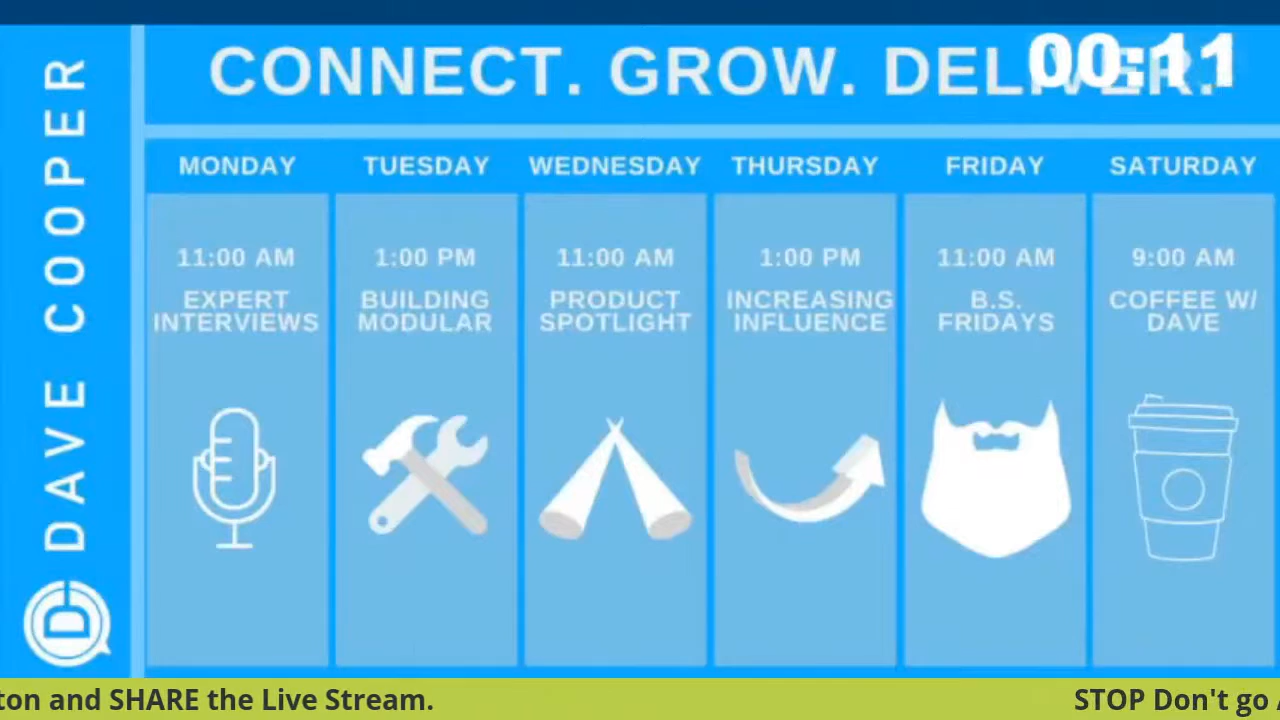 DAVE COOPER
CONNECT. GROW. DELIVER.
00:11
MONDAY
11:00 AM
EXPERT
INTERVIEWS
TUESDAY
1:00 PM
BUILDING
MODULAR
WEDNESDAY
11:00 AM
PRODUCT
SPOTLIGHT
THURSDAY
1:00 PM
INCREASING
INFLUENCE
FRIDAY
11:00 AM
B.S.
FRIDAYS
SATURDAY
9:00 AM
COFFEE W/
DAVE
ton and SHARE the Live Stream.
STOP Don't go